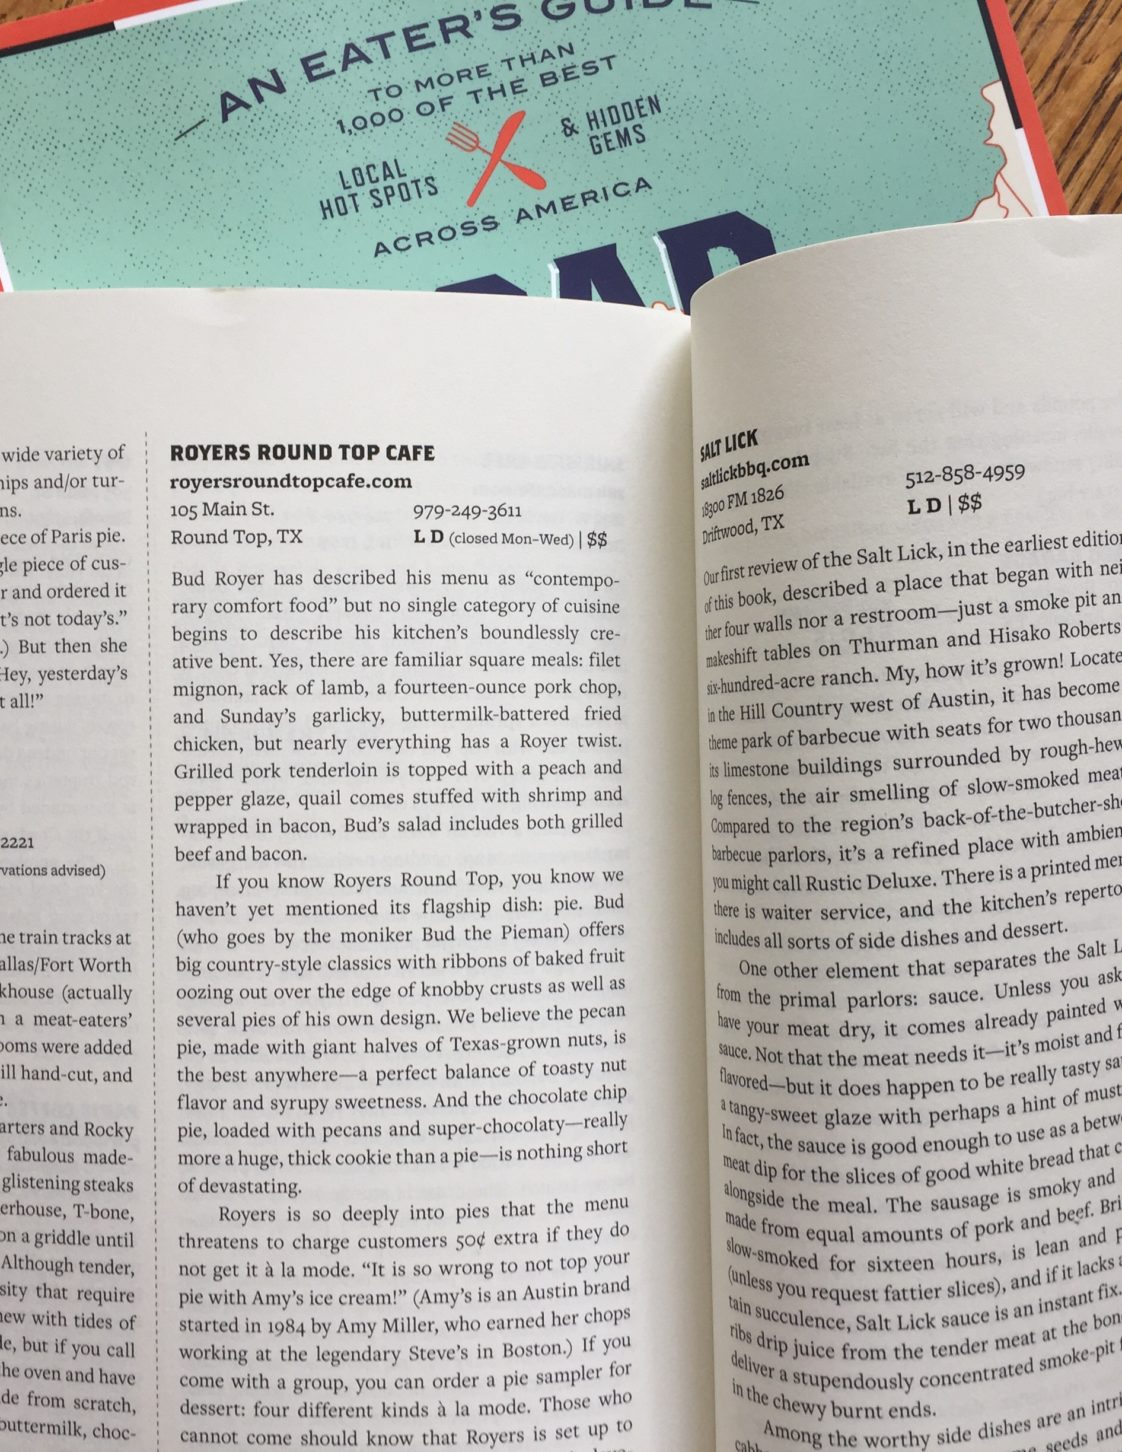 AN EATER'S GUIDE
TO MORE THAN
1,000 OF THE BEST
LOCAL
HOT SPOTS
& HIDDEN
GEMS
ACROSS AMERICA
wide variety of
ns.
ece of Paris pie.
piece of cus-
r and ordered it
t's not today's."
.) But then she
Hey, yesterday's
t all!"
2221
vations advised)
he train tracks at
allas/Fort Worth
khouse (actually
n a meat-eaters'
ooms were added
ill hand-cut, and
arters and Rocky
fabulous made-
glistening steaks
erhouse, T-bone,
on a griddle until
Although tender,
sity that require
new with tides of
le, but if you call
he oven and have
de from scratch,
buttermilk, choc-
ROYERS ROUND TOP CAFE
royersroundtopcafe.com
105 Main St. 979-249-3611
Round Top, TX L D (closed Mon–Wed) | $$
Bud Royer has described his menu as "contempo-
rary comfort food" but no single category of cuisine
begins to describe his kitchen's boundlessly cre-
ative bent. Yes, there are familiar square meals: filet
mignon, rack of lamb, a fourteen-ounce pork chop,
and Sunday's garlicky, buttermilk-battered fried
chicken, but nearly everything has a Royer twist.
Grilled pork tenderloin is topped with a peach and
pepper glaze, quail comes stuffed with shrimp and
wrapped in bacon, Bud's salad includes both grilled
beef and bacon.
If you know Royers Round Top, you know we
haven't yet mentioned its flagship dish: pie. Bud
(who goes by the moniker Bud the Pieman) offers
big country-style classics with ribbons of baked fruit
oozing out over the edge of knobby crusts as well as
several pies of his own design. We believe the pecan
pie, made with giant halves of Texas-grown nuts, is
the best anywhere—a perfect balance of toasty nut
flavor and syrupy sweetness. And the chocolate chip
pie, loaded with pecans and super-chocolaty—really
more a huge, thick cookie than a pie—is nothing short
of devastating.
Royers is so deeply into pies that the menu
threatens to charge customers 50¢ extra if they do
not get it à la mode. "It is so wrong to not top your
pie with Amy's ice cream!" (Amy's is an Austin brand
started in 1984 by Amy Miller, who earned her chops
working at the legendary Steve's in Boston.) If you
come with a group, you can order a pie sampler for
dessert: four different kinds à la mode. Those who
cannot come should know that Royers is set up to
SALT LICK
saltlickbbq.com
18300 FM 1826 512-858-4959
Driftwood, TX L D | $$
Our first review of the Salt Lick, in the earliest edition
of this book, described a place that began with nei
ther four walls nor a restroom—just a smoke pit an
makeshift tables on Thurman and Hisako Roberts
six-hundred-acre ranch. My, how it's grown! Locate
in the Hill Country west of Austin, it has become
theme park of barbecue with seats for two thousan
its limestone buildings surrounded by rough-hew
log fences, the air smelling of slow-smoked meat
Compared to the region's back-of-the-butcher-sho
barbecue parlors, it's a refined place with ambien
you might call Rustic Deluxe. There is a printed men
there is waiter service, and the kitchen's reperto
includes all sorts of side dishes and dessert.
One other element that separates the Salt L
from the primal parlors: sauce. Unless you ask
have your meat dry, it comes already painted w
sauce. Not that the meat needs it—it's moist and f
flavored—but it does happen to be really tasty sa
a tangy-sweet glaze with perhaps a hint of must
In fact, the sauce is good enough to use as a betw
meat dip for the slices of good white bread that c
alongside the meal. The sausage is smoky and
made from equal amounts of pork and beef. Bri
slow-smoked for sixteen hours, is lean and p
(unless you request fattier slices), and if it lacks a
tain succulence, Salt Lick sauce is an instant fix.
ribs drip juice from the tender meat at the bon
deliver a stupendously concentrated smoke-pit f
in the chewy burnt ends.
Among the worthy side dishes are an intri
seeds and